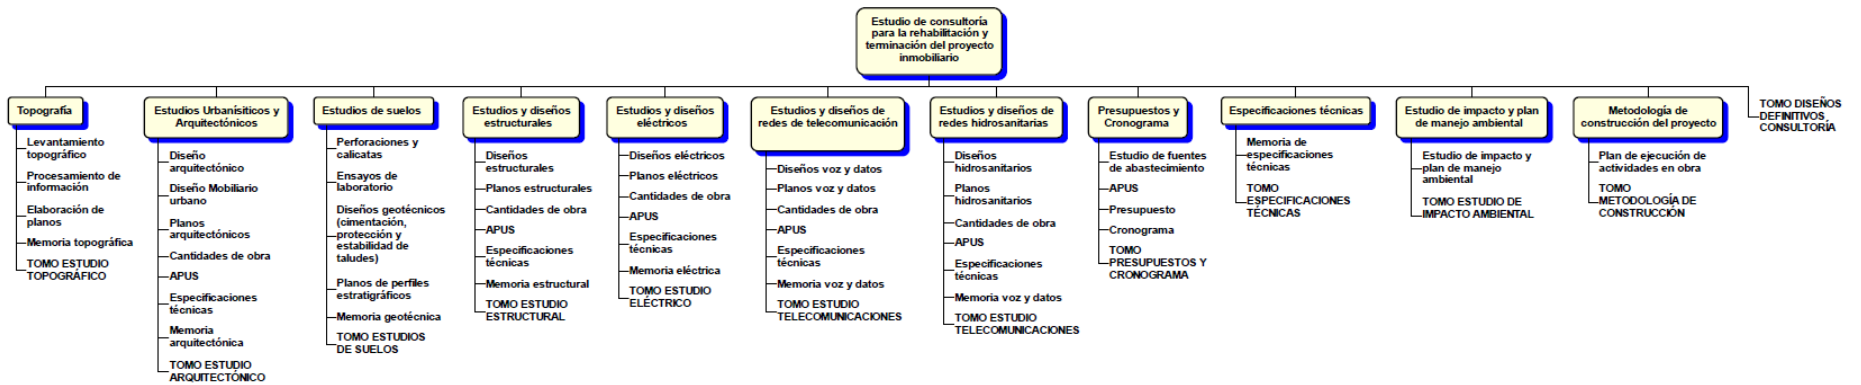 Estudio de consultoría
para la rehabilitación y
terminación del proyecto
inmobiliario
Topografía
Levantamiento
topográfico
Procesamiento de
información
Elaboración de
planos
Memoria topográfica
TOMO ESTUDIO
TOPOGRÁFICO
Estudios Urbanísiticos y
Arquitectónicos
Diseño
arquitectónico
Diseño Mobiliario
urbano
Planos
arquitectónicos
Cantidades de obra
APUS
Especificaciones
técnicas
Memoria
arquitectónica
TOMO ESTUDIO
ARQUITECTÓNICO
Estudios de suelos
Perforaciones y
calicatas
Ensayos de
laboratorio
Diseños geotécnicos
(cimentación,
protección y
estabilidad de
taludes)
Planos de perfiles
estratigráficos
Memoria geotécnica
TOMO ESTUDIOS
DE SUELOS
Estudios y diseños
estructurales
Diseños
estructurales
Planos estructurales
Cantidades de obra
APUS
Especificaciones
técnicas
Memoria estructural
TOMO ESTUDIO
ESTRUCTURAL
Estudios y diseños
eléctricos
Diseños eléctricos
Planos eléctricos
Cantidades de obra
APUS
Especificaciones
técnicas
Memoria eléctrica
TOMO ESTUDIO
ELÉCTRICO
Estudios y diseños de
redes de telecomunicación
Diseños voz y datos
Planos voz y datos
Cantidades de obra
APUS
Especificaciones
técnicas
Memoria voz y datos
TOMO ESTUDIO
TELECOMUNICACIONES
Estudios y diseños de
redes hidrosanitarias
Diseños
hidrosanitarios
Planos
hidrosanitarios
Cantidades de obra
APUS
Especificaciones
técnicas
Memoria voz y datos
TOMO ESTUDIO
TELECOMUNICACIONES
Presupuestos y
Cronograma
Estudio de fuentes
de abastecimiento
APUS
Presupuesto
Cronograma
TOMO
PRESUPUESTOS Y
CRONOGRAMA
Especificaciones técnicas
Memoria de
especificaciones
técnicas
TOMO
ESPECIFICACIONES
TÉCNICAS
Estudio de impacto y plan
de manejo ambiental
Estudio de impacto y
plan de manejo
ambiental
TOMO ESTUDIO DE
IMPACTO AMBIENTAL
Metodología de
construcción del proyecto
Plan de ejecución de
actividades en obra
TOMO
METODOLOGÍA DE
CONSTRUCCIÓN
TOMO DISEÑOS
DEFINITIVOS
CONSULTORÍA